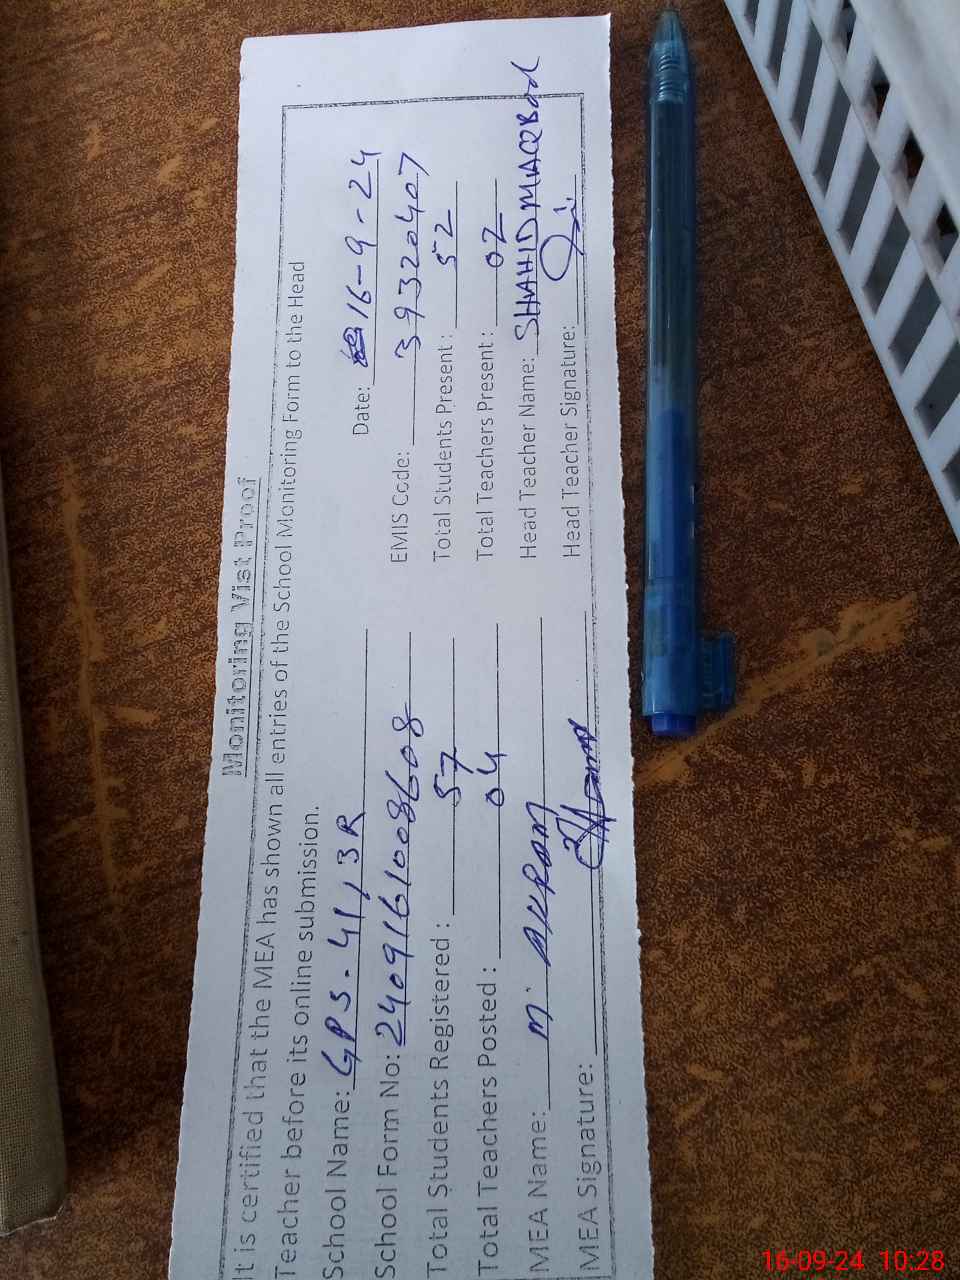 Monitoring Vist Proof
It is certified that the MEA has shown all entries of the School Monitoring Form to the Head
Teacher before its online submission.
Date: 16-9-24
School Name: GPS. 41/3R
EMIS Code: 39320407
School Form No: 2409161008608
Total Students Present: 52
Total Students Registered: 57
Total Teachers Present: 02
Total Teachers Posted: 04
Head Teacher Name: SHAHID
MEA Name: M. AKRAM
Head Teacher Signature:
MEA Signature:
16-09-24 10:28